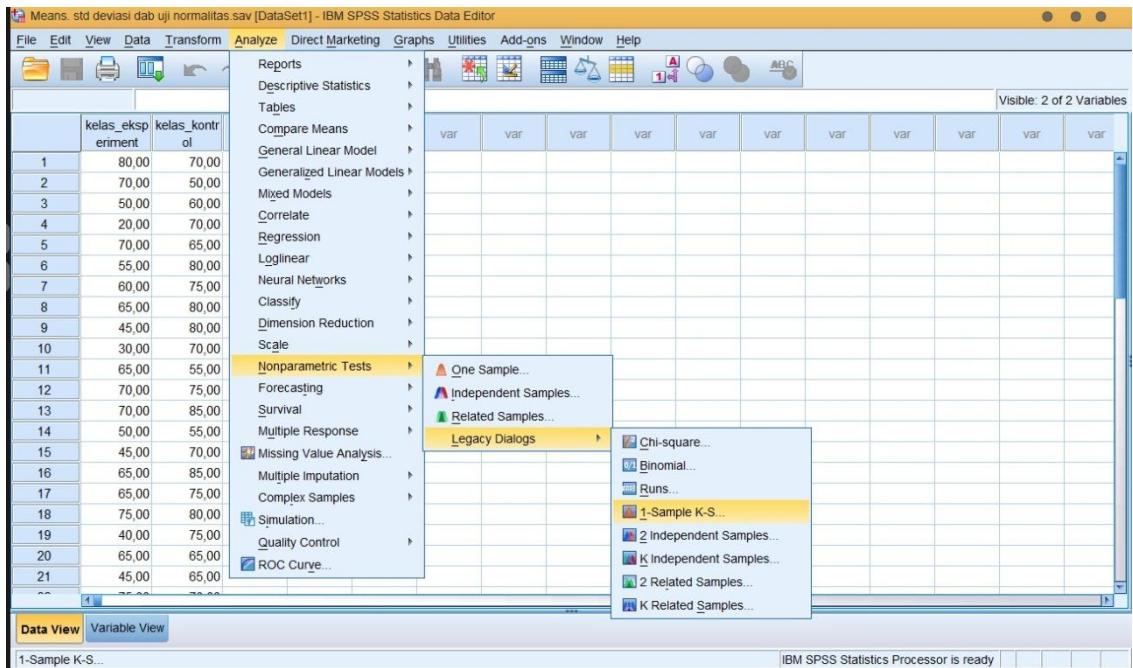 Means. std deviasi dab uji normalitas.sav [DataSet1] - IBM SPSS Statistics Data Editor
File Edit View Data Transform Analyze Direct Marketing Graphs Utilities Add-ons Window Help
Visible: 2 of 2 Variables
kelas_eksp eriment kelas_kontr ol var var var var var var var var var var var
1 80,00 70,00
2 70,00 50,00
3 50,00 60,00
4 20,00 70,00
5 70,00 65,00
6 55,00 80,00
7 60,00 75,00
8 65,00 80,00
9 45,00 80,00
10 30,00 70,00
11 65,00 55,00
12 70,00 75,00
13 70,00 85,00
14 50,00 55,00
15 45,00 70,00
16 65,00 85,00
17 65,00 75,00
18 75,00 80,00
19 40,00 75,00
20 65,00 65,00
21 45,00 65,00
Reports
Descriptive Statistics
Tables
Compare Means
General Linear Model
Generalized Linear Models
Mixed Models
Correlate
Regression
Loglinear
Neural Networks
Classify
Dimension Reduction
Scale
Nonparametric Tests
Forecasting
Survival
Multiple Response
Missing Value Analysis...
Multiple Imputation
Complex Samples
Simulation...
Quality Control
ROC Curve...
One Sample...
Independent Samples...
Related Samples...
Legacy Dialogs
Chi-square...
Binomial...
Runs...
1-Sample K-S...
2 Independent Samples...
K Independent Samples...
2 Related Samples...
K Related Samples...
Data View Variable View
1-Sample K-S... IBM SPSS Statistics Processor is ready